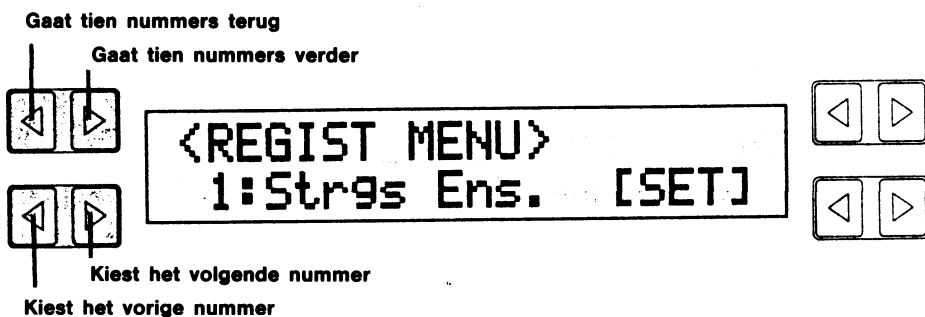 Gaat tien nummers terug
Gaat tien nummers verder
<REGIST MENU>
1:Strgs Ens. [SET]
Kiest het volgende nummer
Kiest het vorige nummer